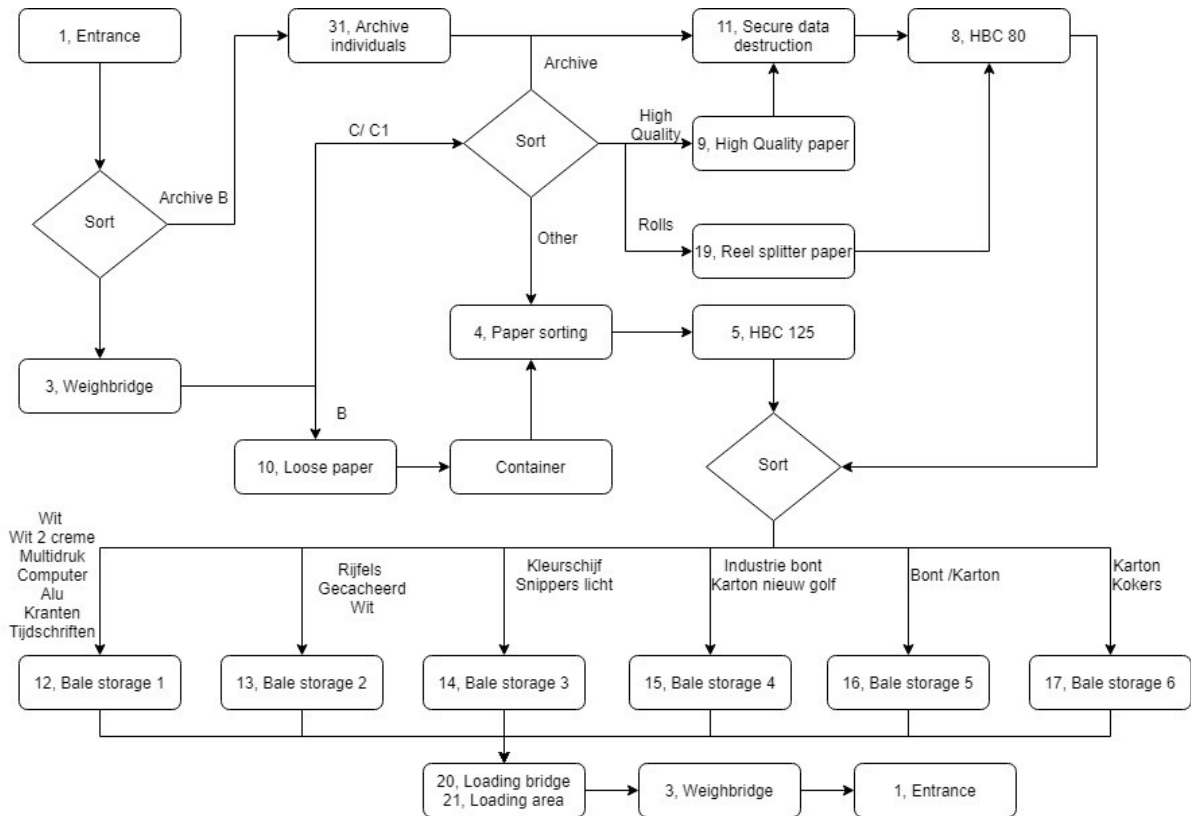 1, Entrance
31, Archive
individuals
11, Secure data
destruction
8, HBC 80
Archive
C/ C1
Sort
High
Quality
9, High Quality paper
Archive B
Sort
Other
Rolls
19, Reel splitter paper
4, Paper sorting
5, HBC 125
3, Weighbridge
B
10, Loose paper
Container
Sort
Wit
Wit 2 creme
Multidruk
Computer
Alu
Kranten
Tijdschriften
Rijfels
Gecacheerd
Wit
Kleurschijf
Snippers licht
Industrie bont
Karton nieuw golf
Bont /Karton
Karton
Kokers
12, Bale storage 1
13, Bale storage 2
14, Bale storage 3
15, Bale storage 4
16, Bale storage 5
17, Bale storage 6
20, Loading bridge
21, Loading area
3, Weighbridge
1, Entrance